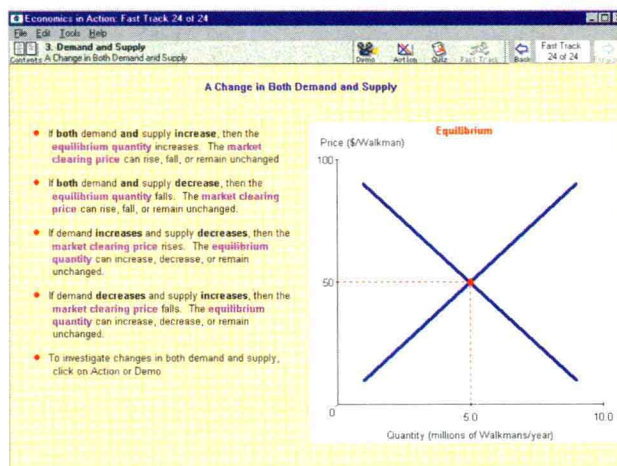 Economics in Action: Fast Track 24 of 24
File Edit Tools Help
3. Demand and Supply
Contents A Change in Both Demand and Supply
Demo Action Quiz Fast Track Back Fast Track
24 of 24
A Change in Both Demand and Supply
If both demand and supply increase, then the
equilibrium quantity increases. The market
clearing price can rise, fall, or remain unchanged
If both demand and supply decrease, then the
equilibrium quantity falls. The market clearing
price can rise, fall, or remain unchanged.
If demand increases and supply decreases, then the
market clearing price rises. The equilibrium
quantity can increase, decrease, or remain
unchanged.
If demand decreases and supply increases, then the
market clearing price falls. The equilibrium
quantity can increase, decrease, or remain
unchanged.
To investigate changes in both demand and supply,
click on Action or Demo
Equilibrium
Price ($/Walkman)
100
50
0
5.0
10.0
Quantity (millions of Walkmans/year)